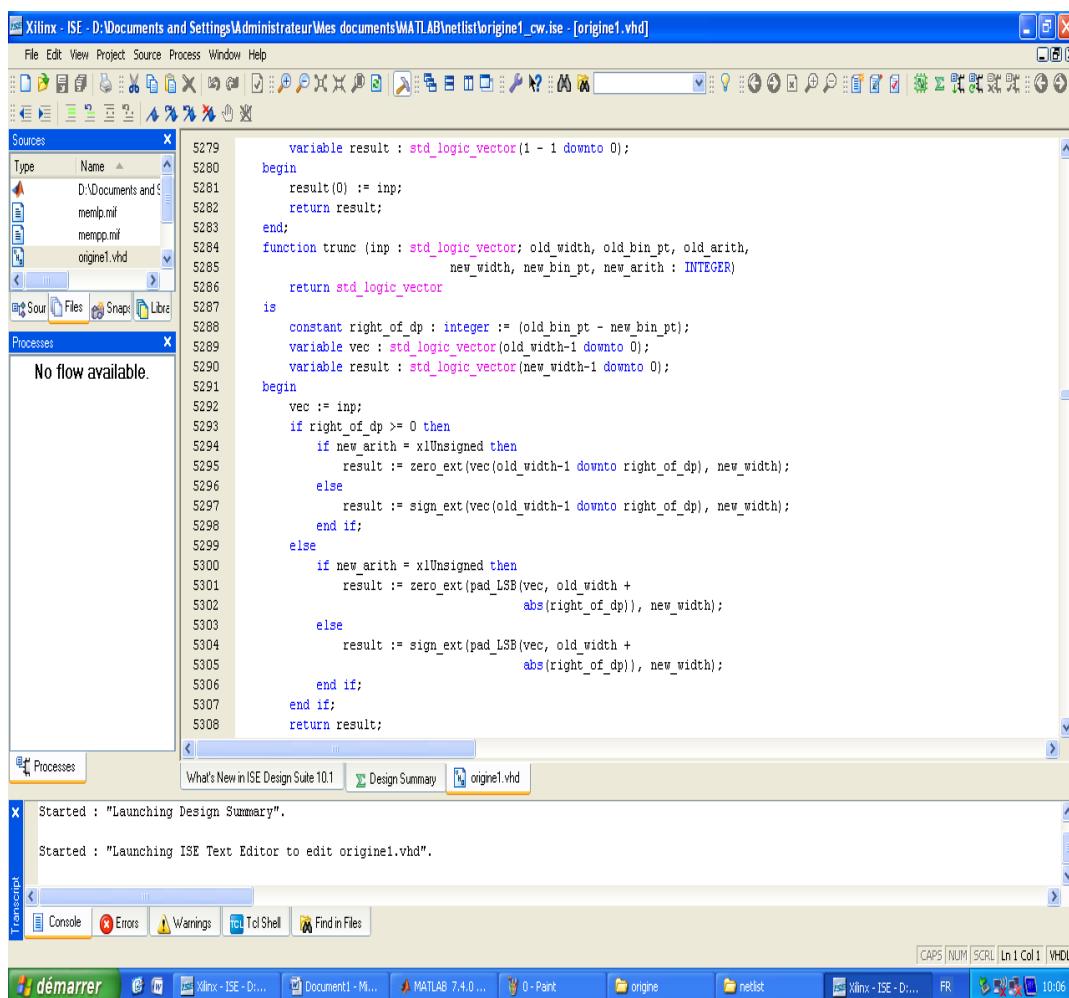 Xilinx - ISE - D:\Documents and Settings\Administrateur\Mes documents\MATLAB\netlist\origine1_cw.ise - [origine1.vhd]
File Edit View Project Source Process Window Help
Sources
Type Name
D:\Documents and S
memlp.mif
mempp.mif
origine1.vhd
Sour Files Snaps Libra
Processes
No flow available.
Processes
5279 variable result : std_logic_vector(1 - 1 downto 0);
5280 begin
5281 result(0) := inp;
5282 return result;
5283 end;
5284 function trunc (inp : std_logic_vector; old_width, old_bin_pt, old_arith,
5285 new_width, new_bin_pt, new_arith : INTEGER)
5286 return std_logic_vector
5287 is
5288 constant right_of_dp : integer := (old_bin_pt - new_bin_pt);
5289 variable vec : std_logic_vector(old_width-1 downto 0);
5290 variable result : std_logic_vector(new_width-1 downto 0);
5291 begin
5292 vec := inp;
5293 if right_of_dp >= 0 then
5294 if new_arith = xlUnsigned then
5295 result := zero_ext(vec(old_width-1 downto right_of_dp), new_width);
5296 else
5297 result := sign_ext(vec(old_width-1 downto right_of_dp), new_width);
5298 end if;
5299 else
5300 if new_arith = xlUnsigned then
5301 result := zero_ext(pad_LSB(vec, old_width +
5302 abs(right_of_dp)), new_width);
5303 else
5304 result := sign_ext(pad_LSB(vec, old_width +
5305 abs(right_of_dp)), new_width);
5306 end if;
5307 end if;
5308 return result;
What's New in ISE Design Suite 10.1 Design Summary origine1.vhd
Started : "Launching Design Summary".
Started : "Launching ISE Text Editor to edit origine1.vhd".
Transcript
Console Errors Warnings Tcl Shell Find in Files
CAPS NUM SCRL Ln 1 Col 1 VHDL
démarrer Xilinx - ISE - D:... Document1 - Mi... MATLAB 7.4.0 ... 0 - Paint origine netlist Xilinx - ISE - D:... FR 10:06